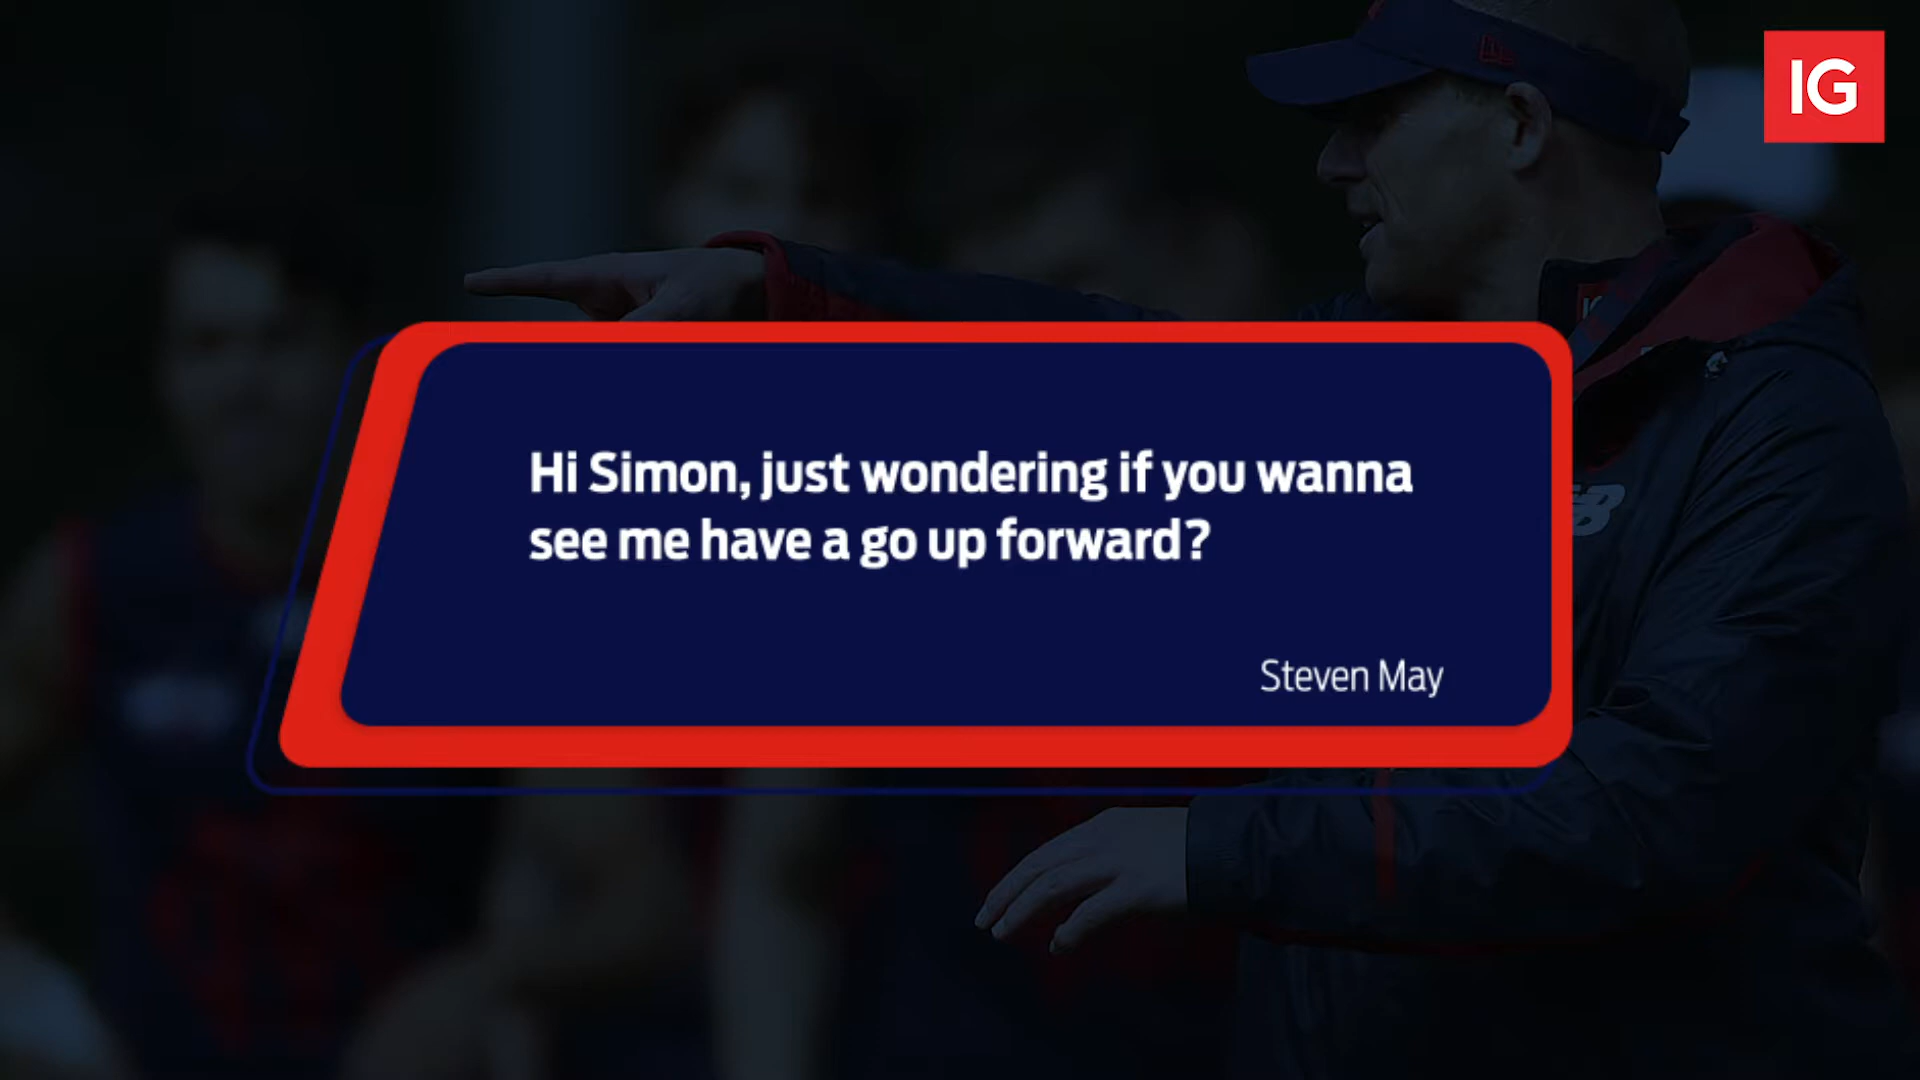 IG
Hi Simon, just wondering if you wanna
see me have a go up forward?
Steven May